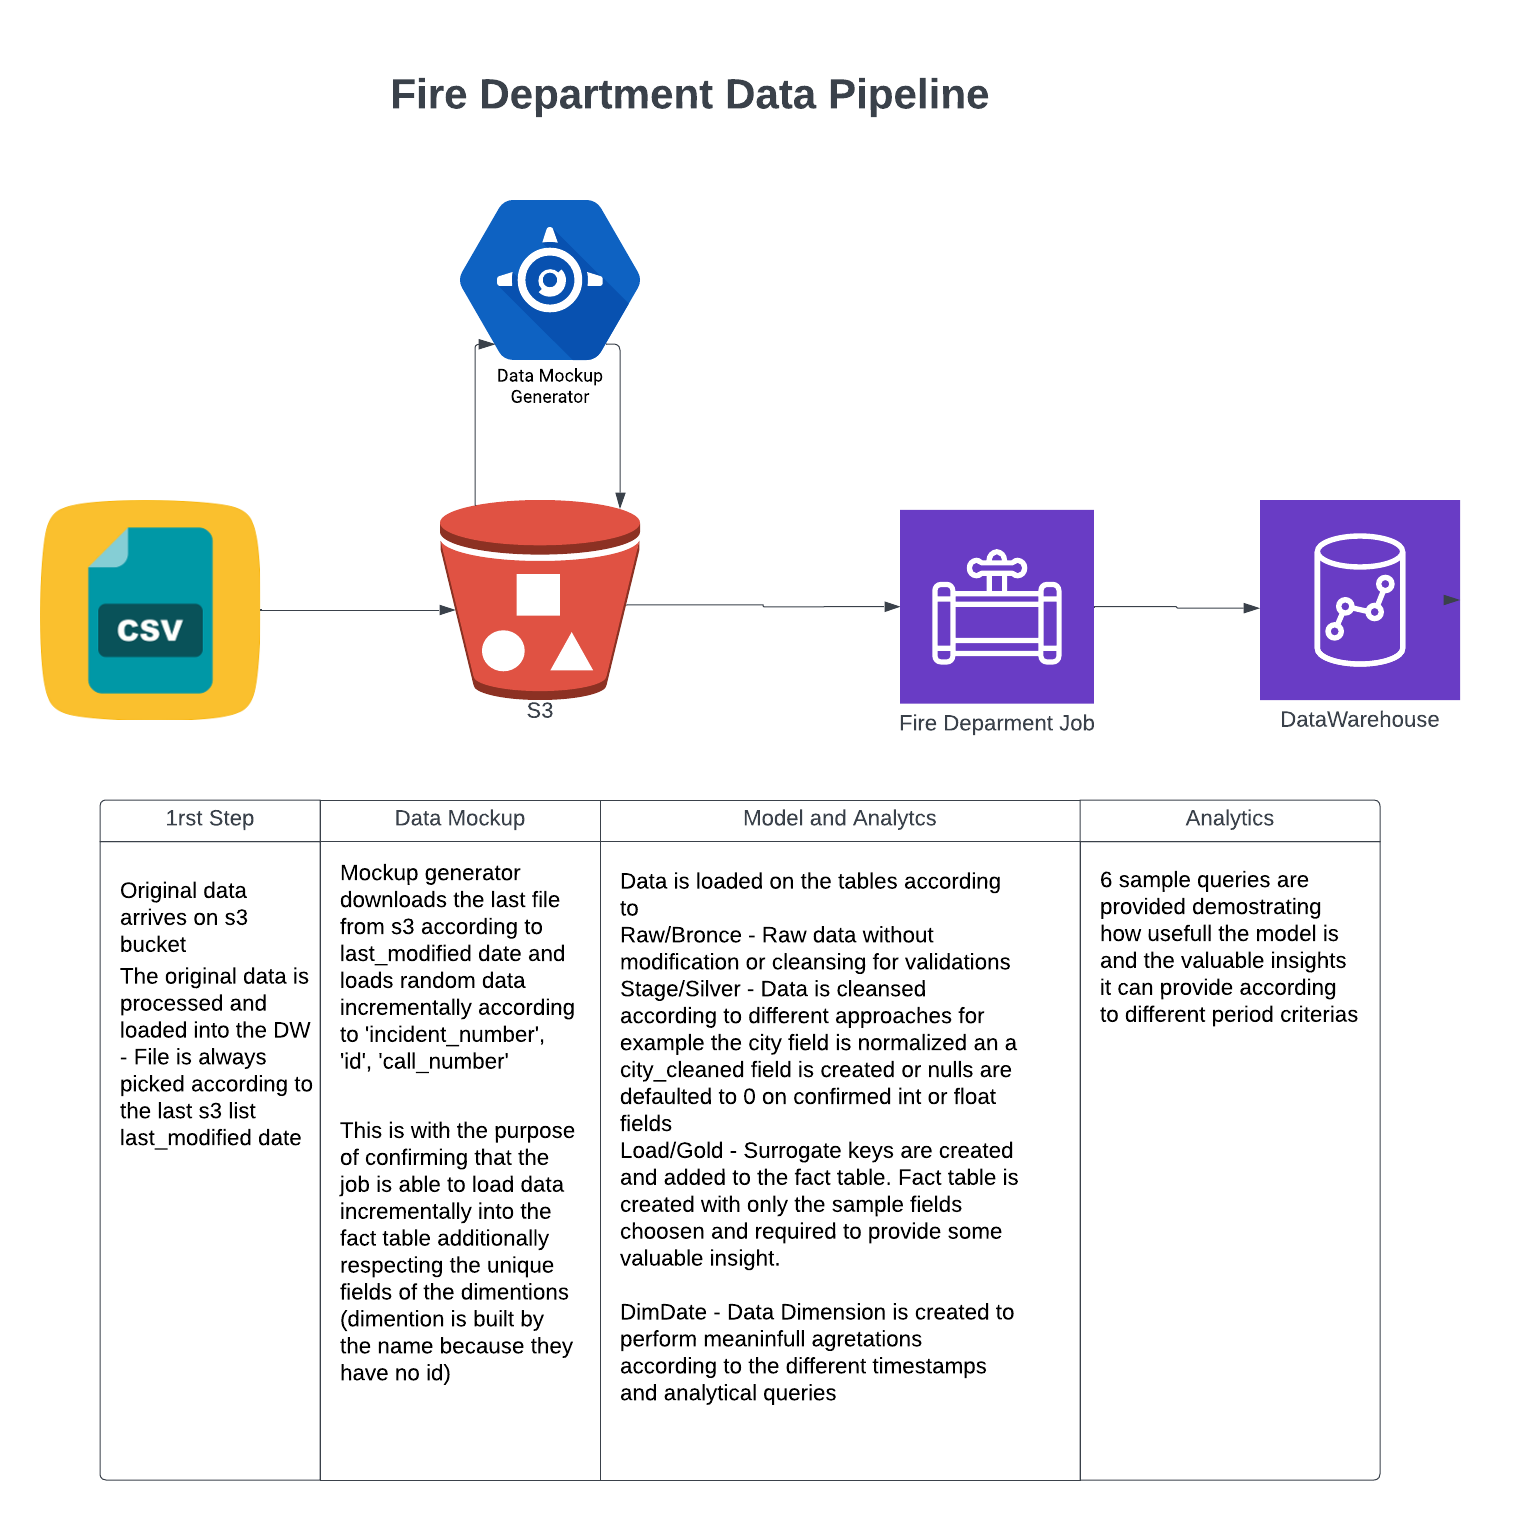 Fire Department Data Pipeline
Data Mockup
Generator
CSV
S3
Fire Deparment Job
DataWarehouse
1rst Step
Original data
arrives on s3
bucket
The original data is
processed and
loaded into the DW
- File is always
picked according to
the last s3 list
last_modified date
Data Mockup
Mockup generator
downloads the last file
from s3 according to
last_modified date and
loads random data
incrementally according
to 'incident_number',
'id', 'call_number'
This is with the purpose
of confirming that the
job is able to load data
incrementally into the
fact table additionally
respecting the unique
fields of the dimentions
(dimention is built by
the name because they
have no id)
Model and Analytcs
Data is loaded on the tables according
to
Raw/Bronce - Raw data without
modification or cleansing for validations
Stage/Silver - Data is cleansed
according to different approaches for
example the city field is normalized an a
city_cleaned field is created or nulls are
defaulted to 0 on confirmed int or float
fields
Load/Gold - Surrogate keys are created
and added to the fact table. Fact table is
created with only the sample fields
choosen and required to provide some
valuable insight.
DimDate - Data Dimension is created to
perform meaninfull agretations
according to the different timestamps
and analytical queries
Analytics
6 sample queries are
provided demostrating
how usefull the model is
and the valuable insights
it can provide according
to different period criterias